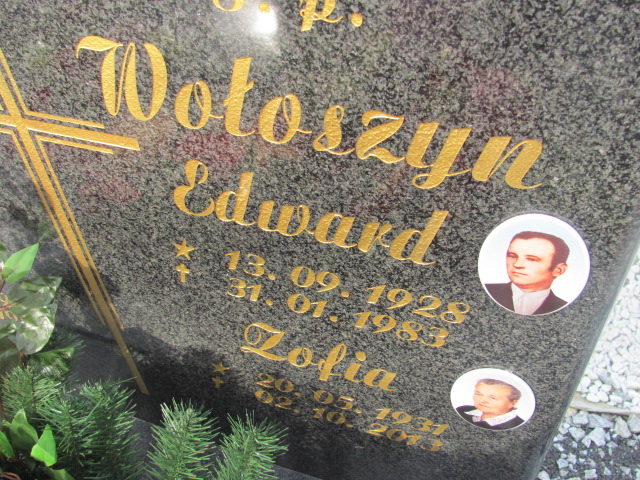 Ś. p.
Wołoszyn
Edward
13. 09. 1928
31. 01. 1983
Zofia
20. 05. 1931
02. 10. 2013